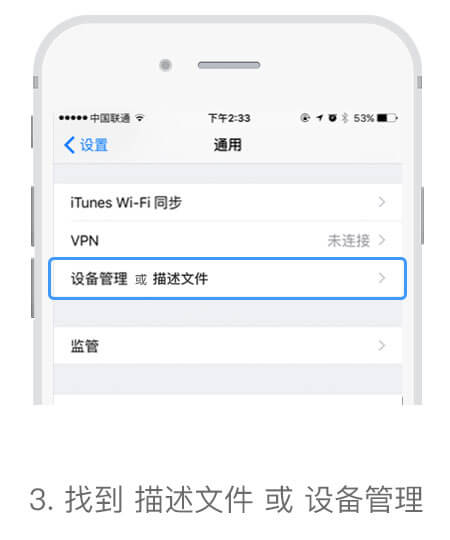 中国联通 下午2:33 53%
设置 通用
iTunes Wi-Fi 同步
VPN 未连接
设备管理 或 描述文件
监管
3. 找到 描述文件 或 设备管理